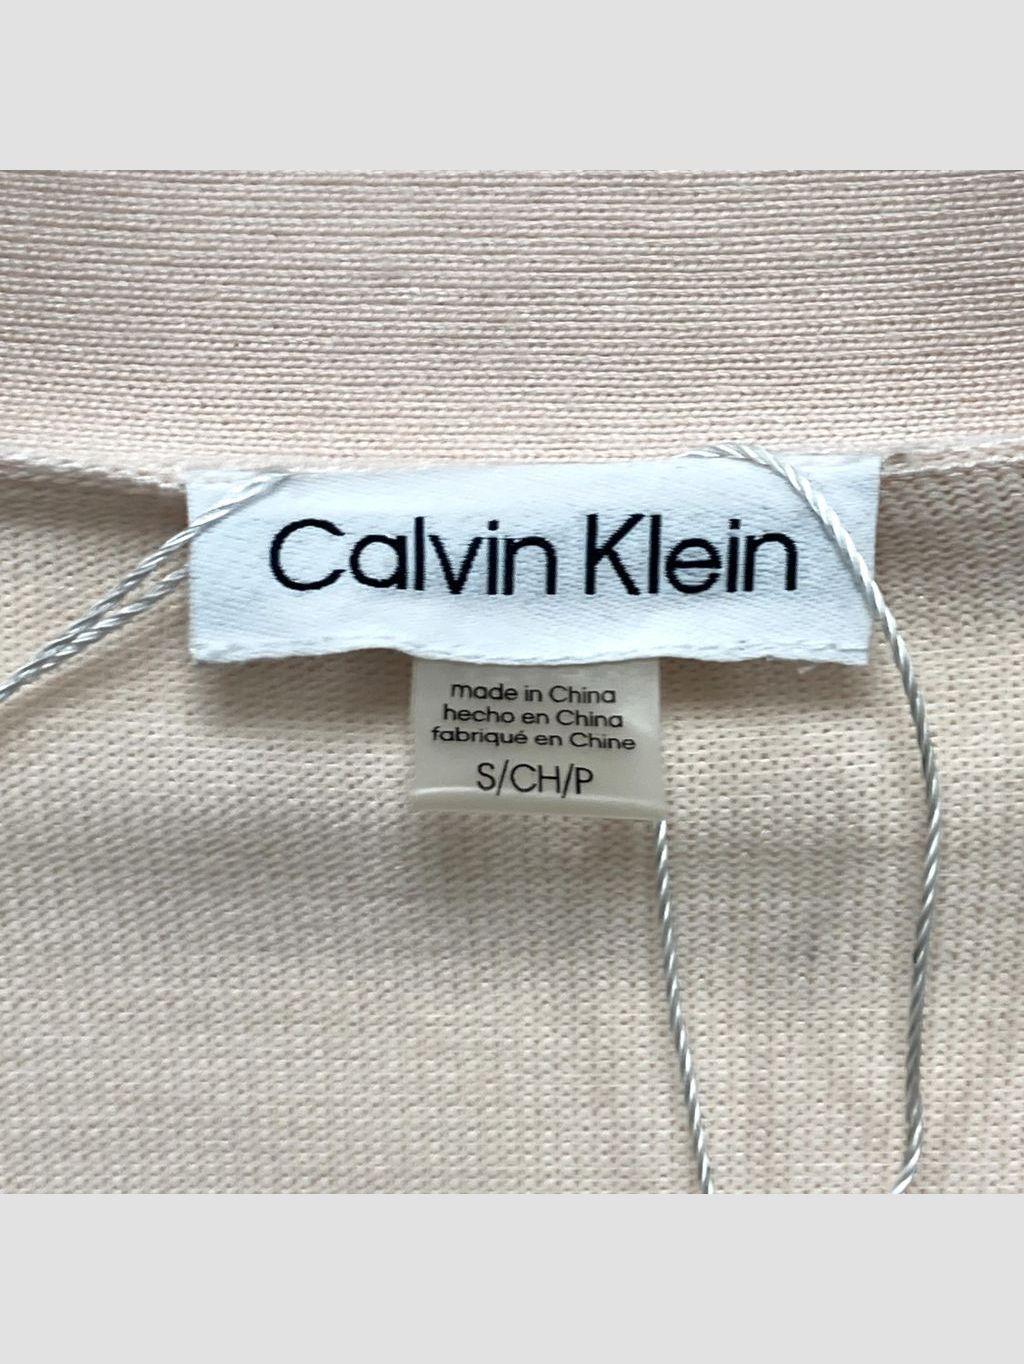 Calvin Klein
made in China
hecho en China
fabriqué en Chine
S/CH/P